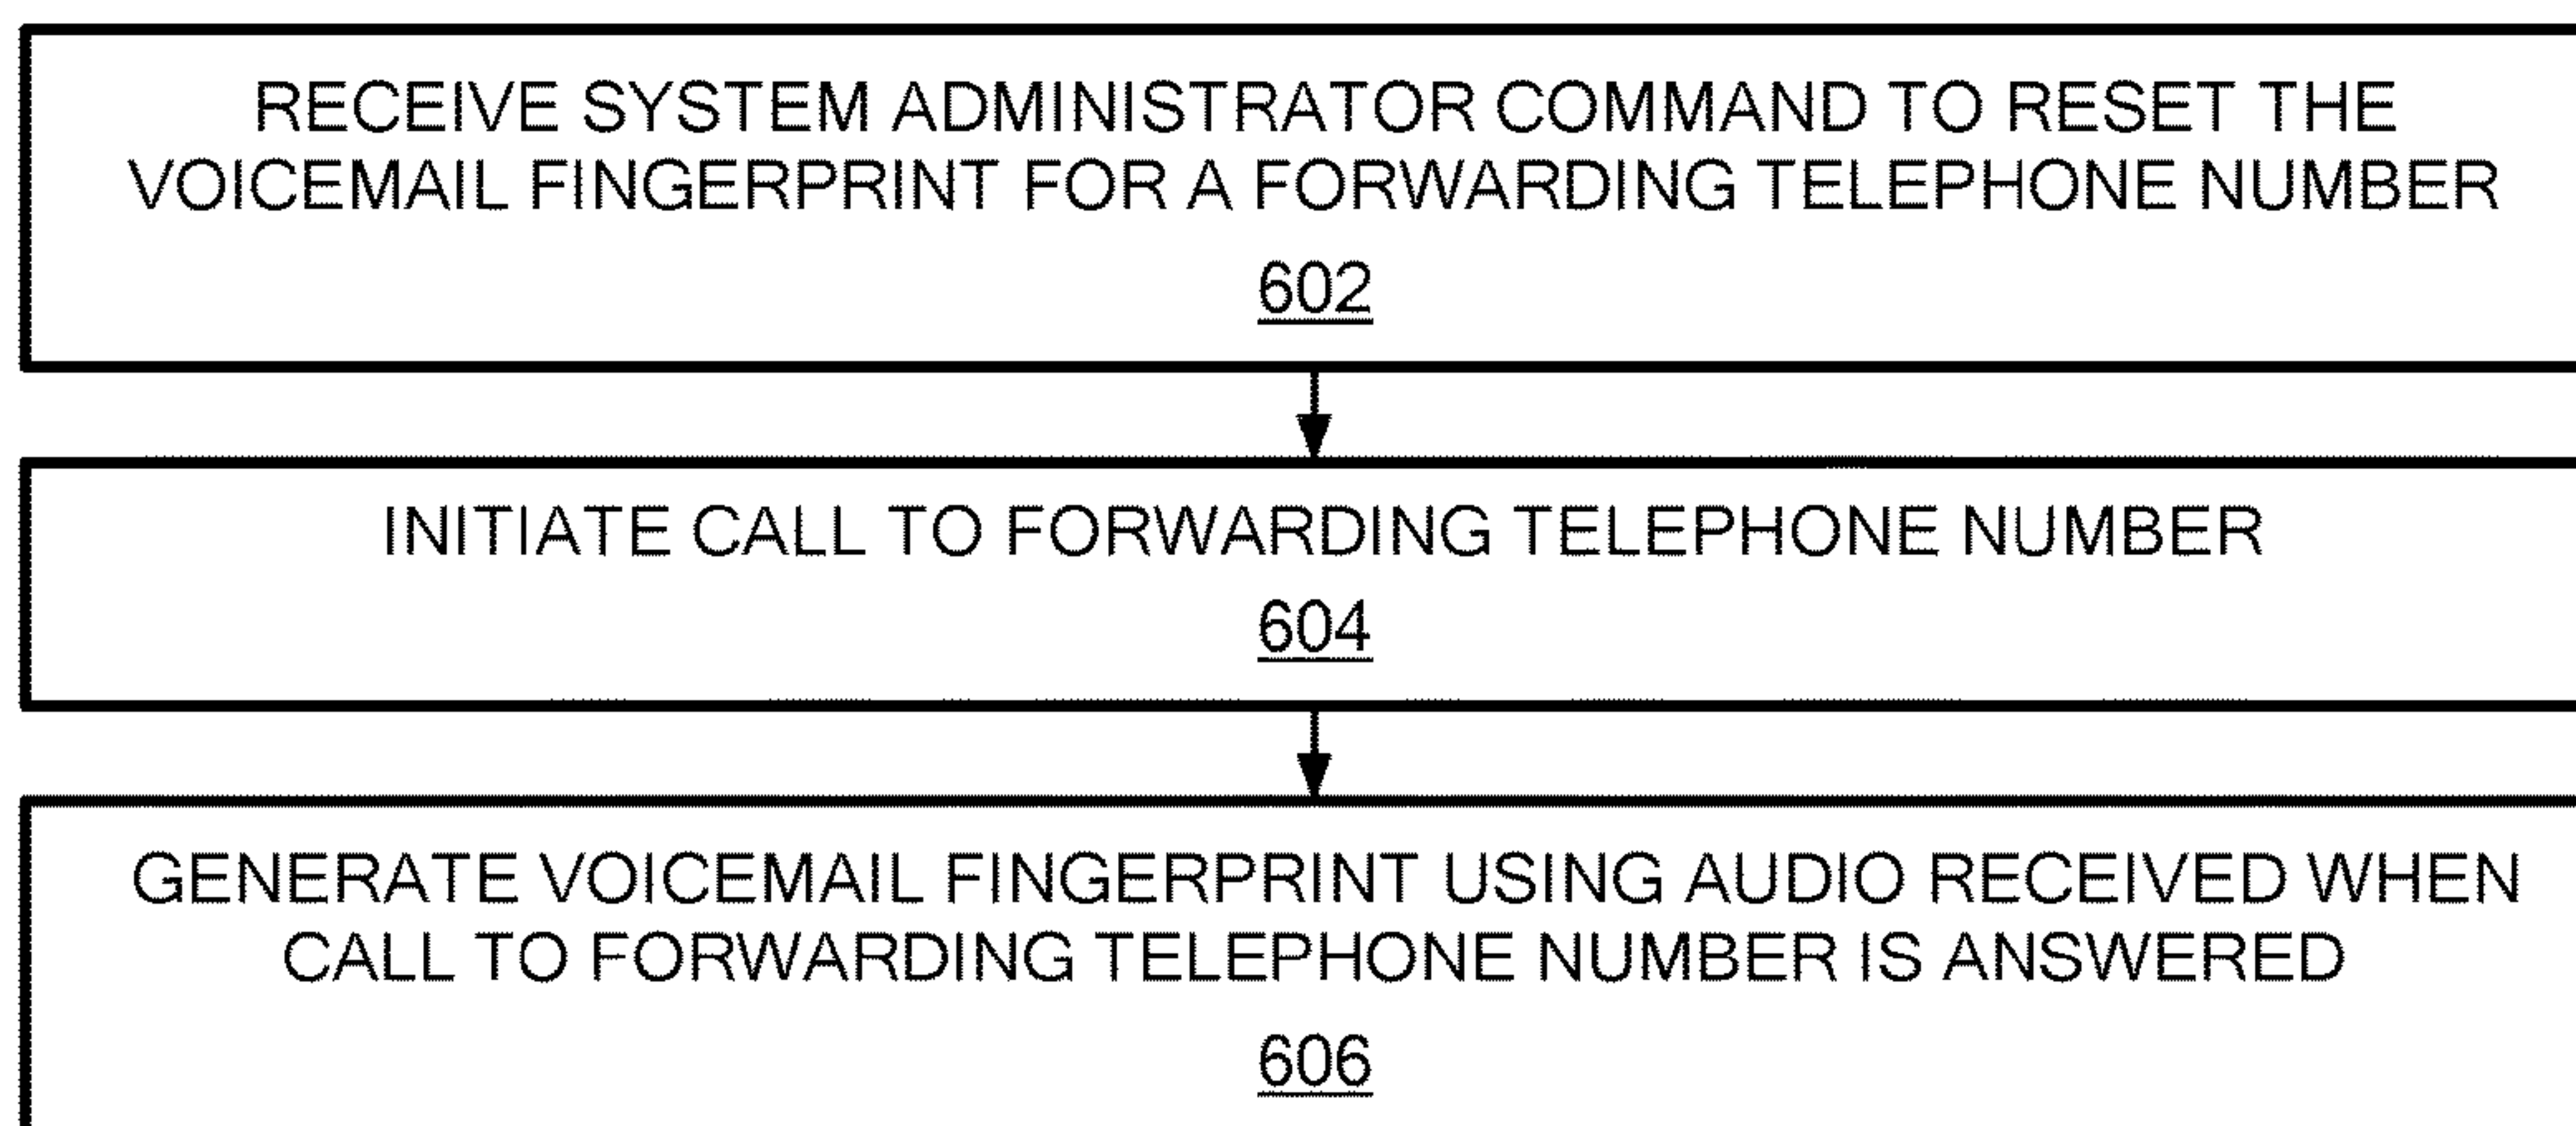 RECEIVE SYSTEM ADMINISTRATOR COMMAND TO RESET THE
VOICEMAIL FINGERPRINT FOR A FORWARDING TELEPHONE NUMBER
602
INITIATE CALL TO FORWARDING TELEPHONE NUMBER
604
GENERATE VOICEMAIL FINGERPRINT USING AUDIO RECEIVED WHEN
CALL TO FORWARDING TELEPHONE NUMBER IS ANSWERED
606